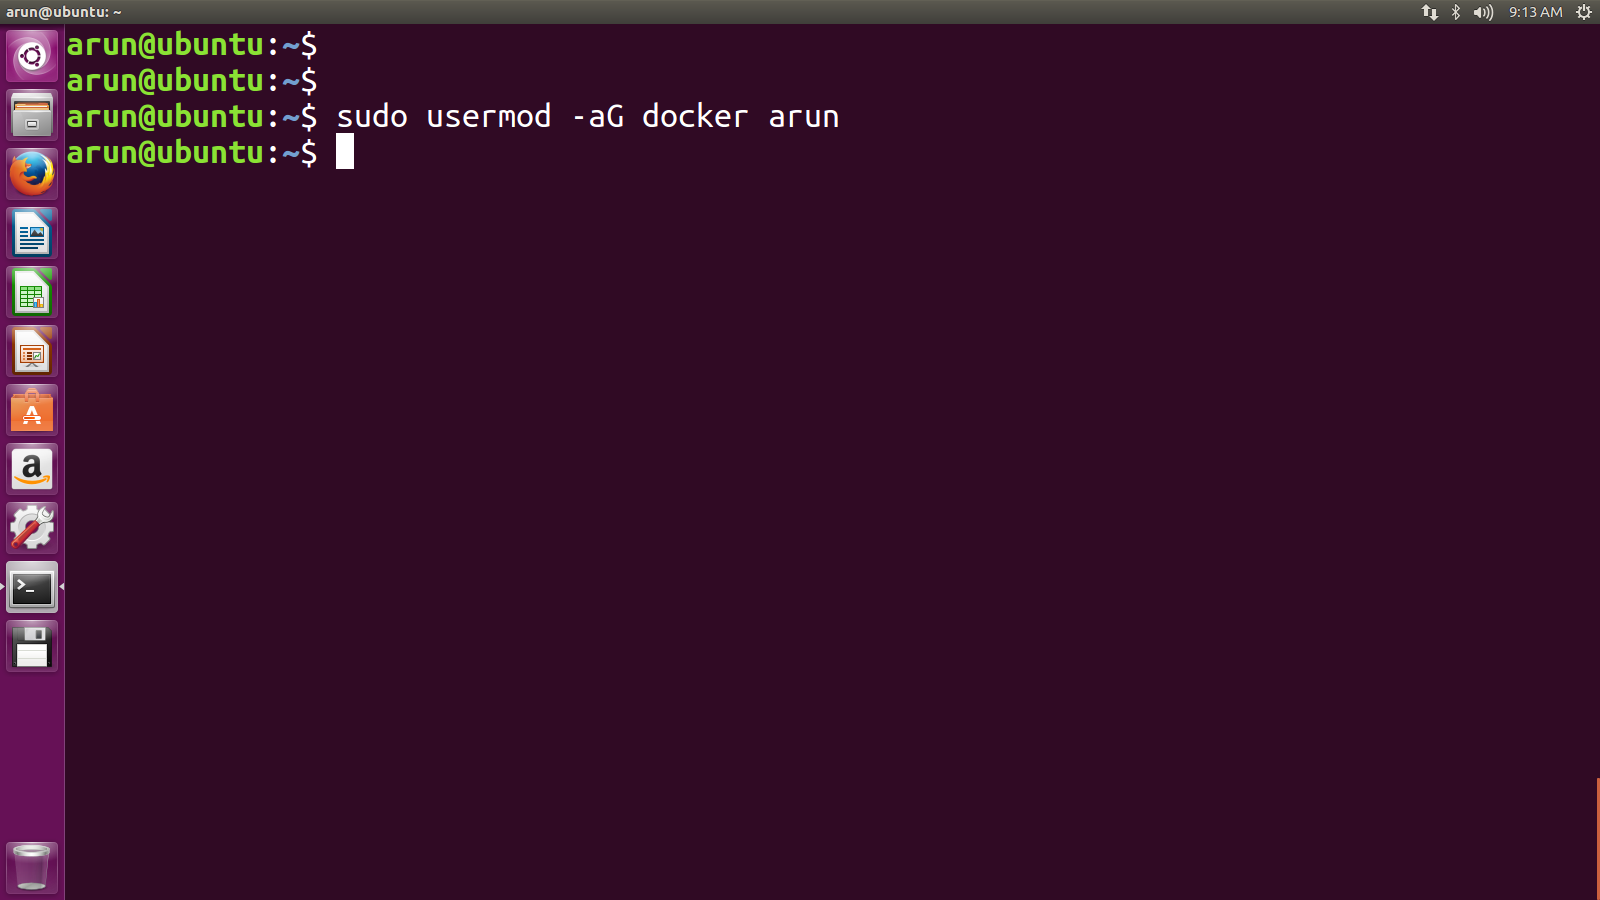 arun@ubuntu: ~
9:13 AM
arun@ubuntu:~$
arun@ubuntu:~$
arun@ubuntu:~$ sudo usermod -aG docker arun
arun@ubuntu:~$